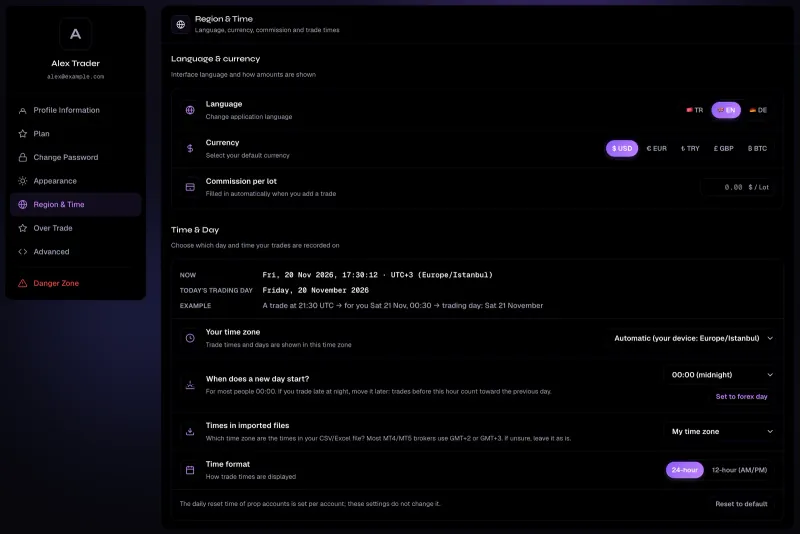 A
Alex Trader
alex@example.com
Profile Information
Plan
Change Password
Appearance
Region & Time
Over Trade
Advanced
Danger Zone
Region & Time
Language, currency, commission and trade times
Language & currency
Interface language and how amounts are shown
Language
Change application language
TR EN DE
Currency
Select your default currency
$ USD € EUR ₺ TRY £ GBP ₿ BTC
Commission per lot
Filled in automatically when you add a trade
0.00 $ / Lot
Time & Day
Choose which day and time your trades are recorded on
NOW Fri, 20 Nov 2026, 17:30:12 · UTC+3 (Europe/Istanbul)
TODAY'S TRADING DAY Friday, 20 November 2026
EXAMPLE A trade at 21:30 UTC → for you Sat 21 Nov, 00:30 → trading day: Sat 21 November
Your time zone
Trade times and days are shown in this time zone
Automatic (your device: Europe/Istanbul)
When does a new day start?
For most people 00:00. If you trade late at night, move it later: trades before this hour count toward the previous day.
00:00 (midnight)
Set to forex day
Times in imported files
Which time zone are the times in your CSV/Excel file? Most MT4/MT5 brokers use GMT+2 or GMT+3. If unsure, leave it as is.
My time zone
Time format
How trade times are displayed
24-hour 12-hour (AM/PM)
The daily reset time of prop accounts is set per account; these settings do not change it.
Reset to default